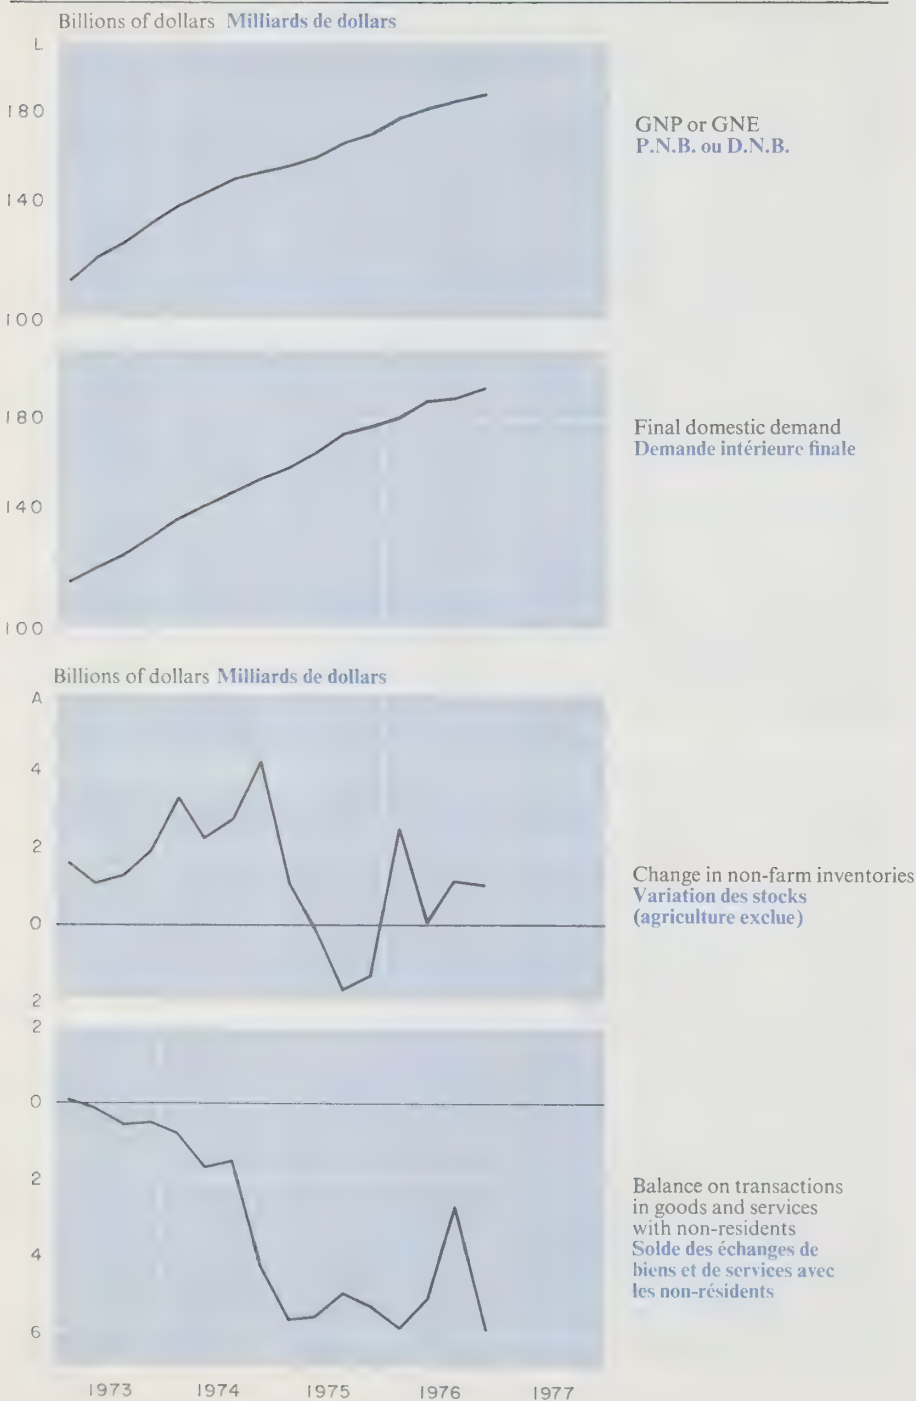 Billions of dollars Milliards de dollars
L
180
140
100
GNP or GNE
P.N.B. ou D.N.B.
180
140
100
Final domestic demand
Demande intérieure finale
Billions of dollars Milliards de dollars
A
4
2
0
2
Change in non-farm inventories
Variation des stocks
(agriculture exclue)
2
0
2
4
6
Balance on transactions
in goods and services
with non-residents
Solde des échanges de
biens et de services avec
les non-résidents
1973 1974 1975 1976 1977